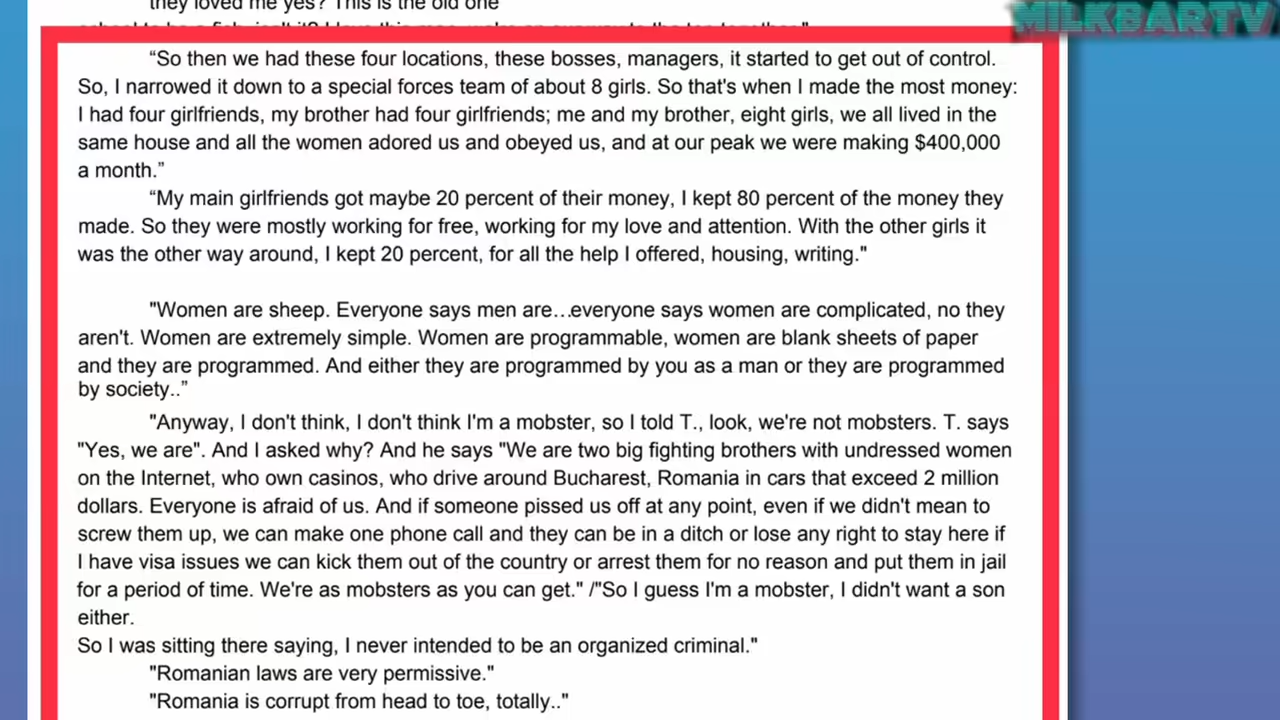 they loved me yes? This is the old one
MILKBARTV
“So then we had these four locations, these bosses, managers, it started to get out of control.
So, I narrowed it down to a special forces team of about 8 girls. So that's when I made the most money:
I had four girlfriends, my brother had four girlfriends; me and my brother, eight girls, we all lived in the
same house and all the women adored us and obeyed us, and at our peak we were making $400,000
a month.”
“My main girlfriends got maybe 20 percent of their money, I kept 80 percent of the money they
made. So they were mostly working for free, working for my love and attention. With the other girls it
was the other way around, I kept 20 percent, for all the help I offered, housing, writing."
"Women are sheep. Everyone says men are…everyone says women are complicated, no they
aren't. Women are extremely simple. Women are programmable, women are blank sheets of paper
and they are programmed. And either they are programmed by you as a man or they are programmed
by society..”
"Anyway, I don't think, I don't think I'm a mobster, so I told T., look, we're not mobsters. T. says
"Yes, we are". And I asked why? And he says "We are two big fighting brothers with undressed women
on the Internet, who own casinos, who drive around Bucharest, Romania in cars that exceed 2 million
dollars. Everyone is afraid of us. And if someone pissed us off at any point, even if we didn't mean to
screw them up, we can make one phone call and they can be in a ditch or lose any right to stay here if
I have visa issues we can kick them out of the country or arrest them for no reason and put them in jail
for a period of time. We're as mobsters as you can get." /"So I guess I'm a mobster, I didn't want a son
either.
So I was sitting there saying, I never intended to be an organized criminal."
"Romanian laws are very permissive."
"Romania is corrupt from head to toe, totally.."